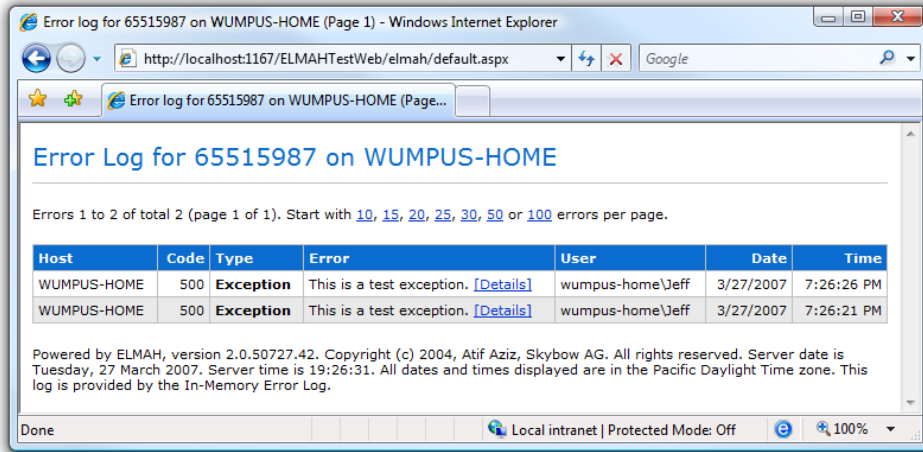 Error log for 65515987 on WUMPUS-HOME (Page 1) - Windows Internet Explorer
http://localhost:1167/ELMAHTestWeb/elmah/default.aspx Google
Error log for 65515987 on WUMPUS-HOME (Page...
Error Log for 65515987 on WUMPUS-HOME
Errors 1 to 2 of total 2 (page 1 of 1). Start with 10, 15, 20, 25, 30, 50 or 100 errors per page.
Host Code Type Error User Date Time
WUMPUS-HOME 500 Exception This is a test exception. [Details] wumpus-home\Jeff 3/27/2007 7:26:26 PM
WUMPUS-HOME 500 Exception This is a test exception. [Details] wumpus-home\Jeff 3/27/2007 7:26:21 PM
Powered by ELMAH, version 2.0.50727.42. Copyright (c) 2004, Atif Aziz, Skybow AG. All rights reserved. Server date is
Tuesday, 27 March 2007. Server time is 19:26:31. All dates and times displayed are in the Pacific Daylight Time zone. This
log is provided by the In-Memory Error Log.
Done Local intranet | Protected Mode: Off 100%